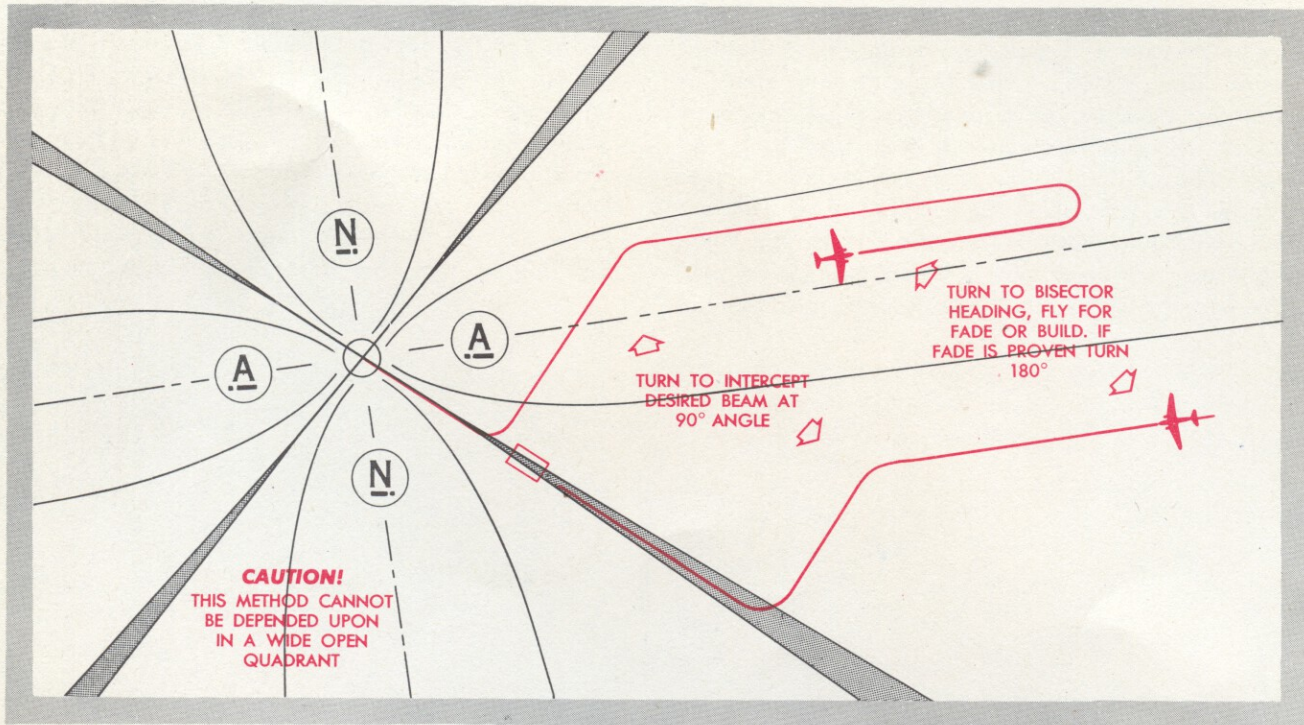 N
A
A
N
TURN TO BISECTOR
HEADING, FLY FOR
FADE OR BUILD. IF
FADE IS PROVEN TURN
180°
TURN TO INTERCEPT
DESIRED BEAM AT
90° ANGLE
CAUTION!
THIS METHOD CANNOT
BE DEPENDED UPON
IN A WIDE OPEN
QUADRANT